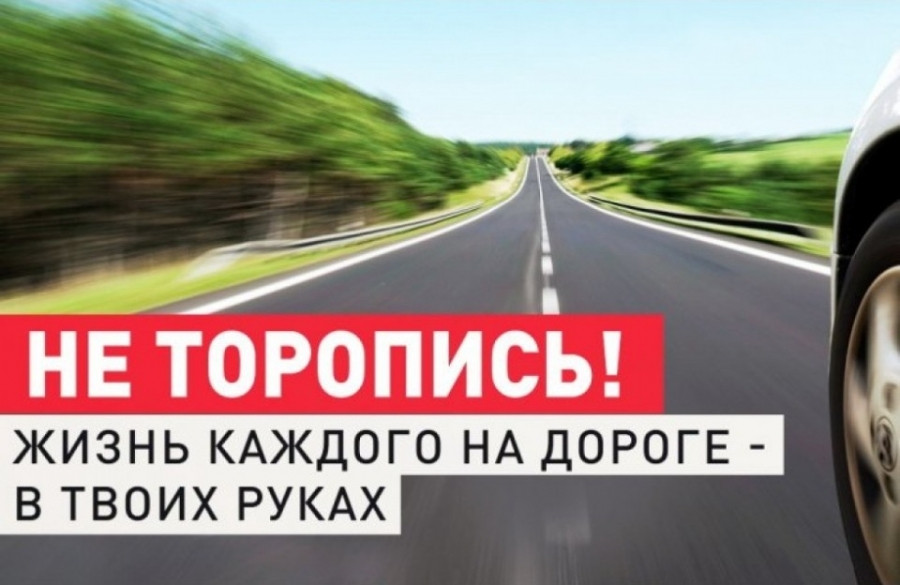 НЕ ТОРОПИСЬ!
ЖИЗНЬ КАЖДОГО НА ДОРОГЕ -
В ТВОИХ РУКАХ